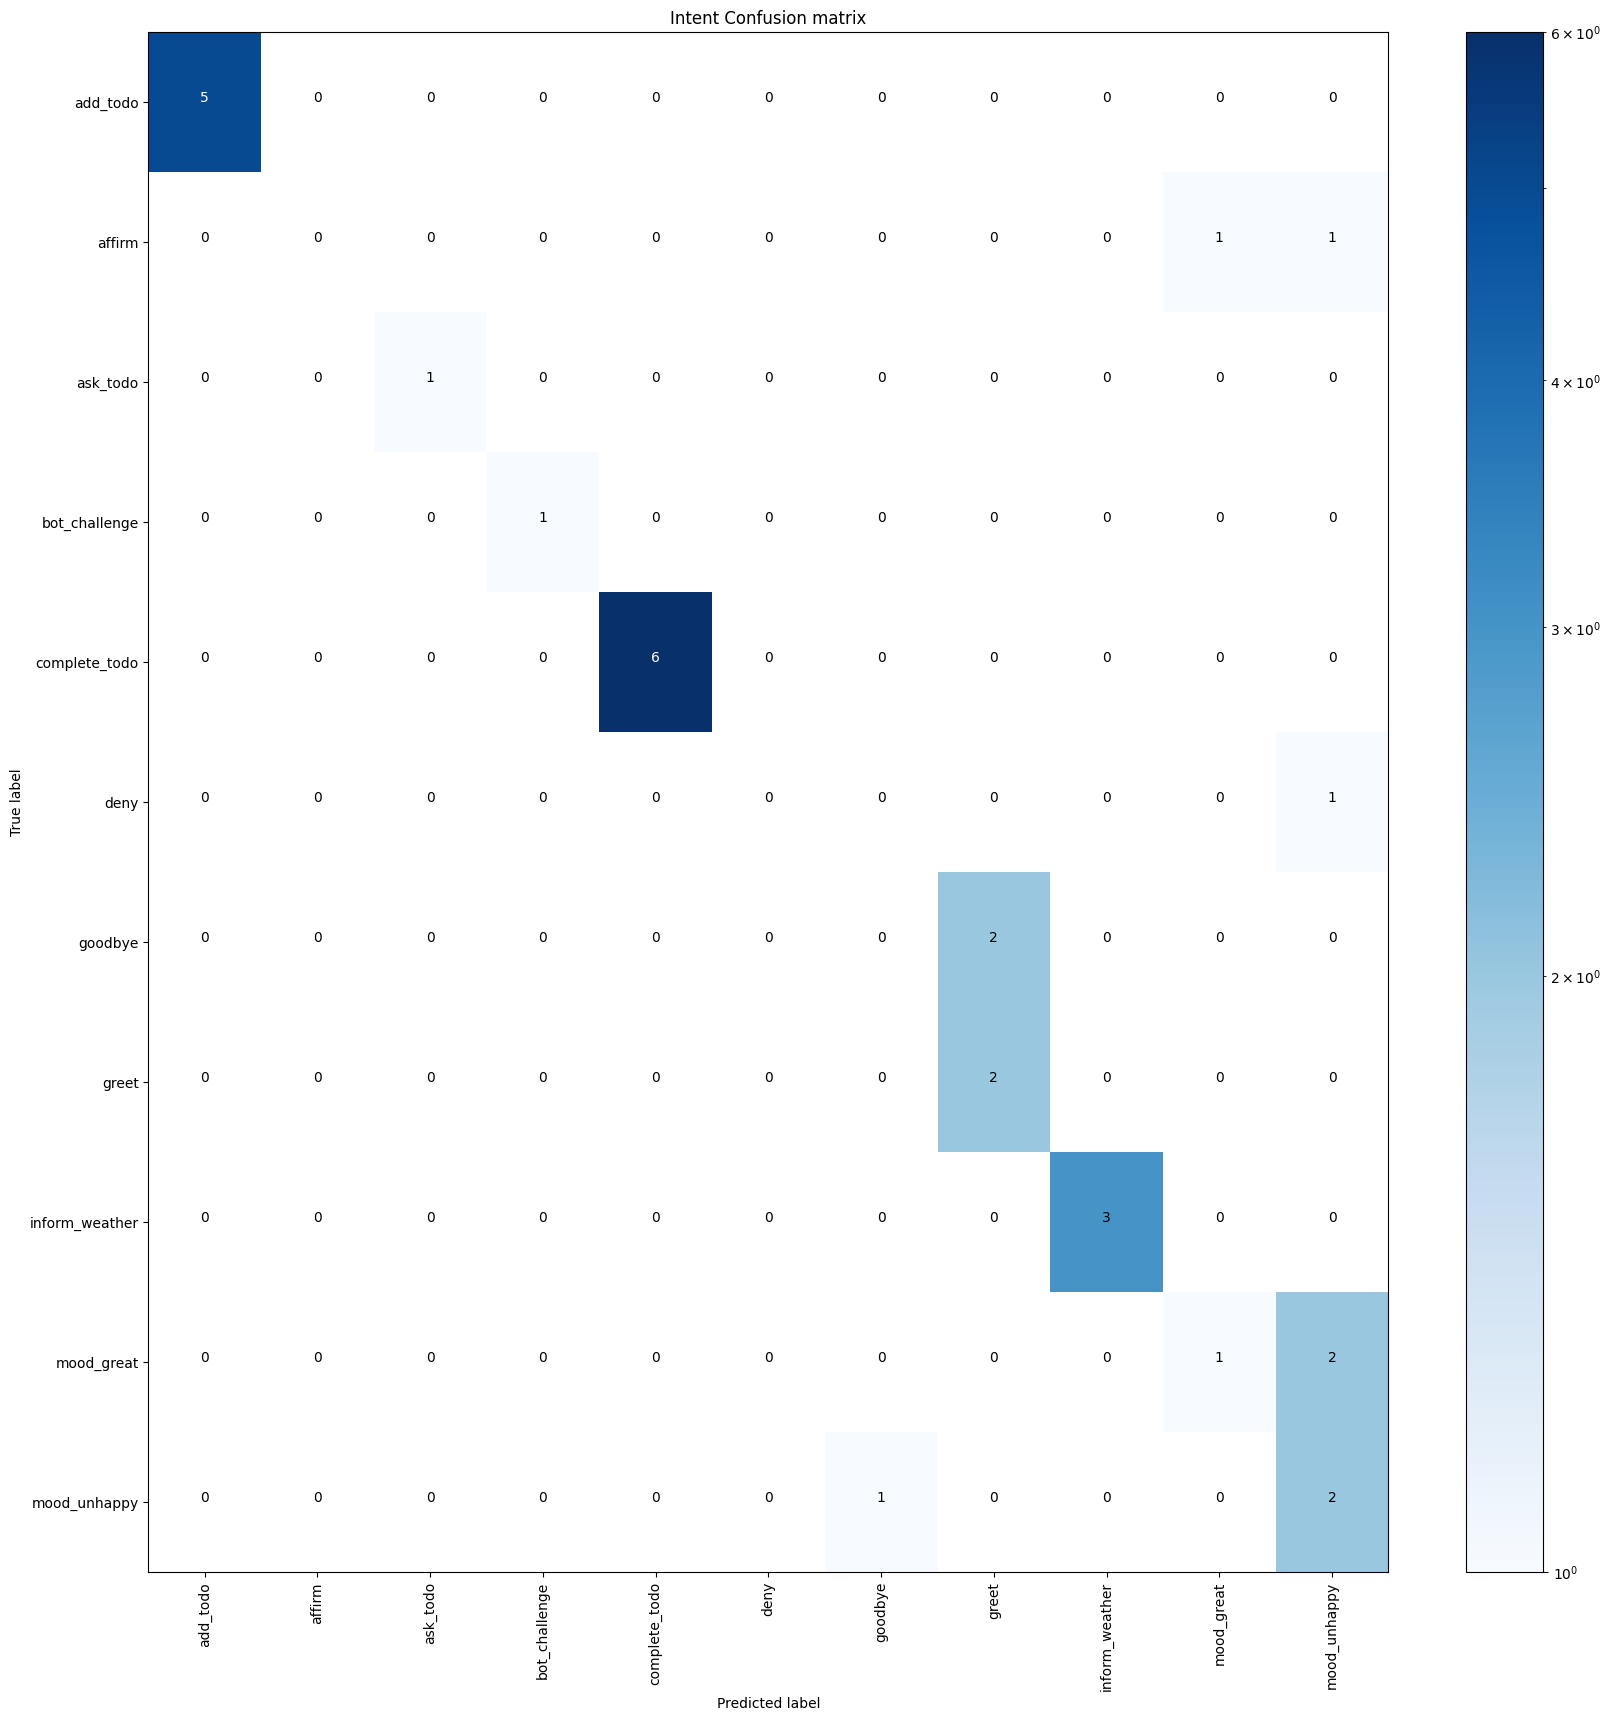 Intent Confusion matrix
add_todo 5 0 0 0 0 0 0 0 0 0 0
affirm 0 0 0 0 0 0 0 0 0 1 1
ask_todo 0 0 1 0 0 0 0 0 0 0 0
bot_challenge 0 0 0 1 0 0 0 0 0 0 0
complete_todo 0 0 0 0 6 0 0 0 0 0 0
deny 0 0 0 0 0 0 0 0 0 0 1
goodbye 0 0 0 0 0 0 0 2 0 0 0
greet 0 0 0 0 0 0 0 2 0 0 0
inform_weather 0 0 0 0 0 0 0 0 3 0 0
mood_great 0 0 0 0 0 0 0 0 0 1 2
mood_unhappy 0 0 0 0 0 0 1 0 0 0 2
True label
add_todo
affirm
ask_todo
bot_challenge
complete_todo
deny
goodbye
greet
inform_weather
mood_great
mood_unhappy
Predicted label
6 × 10⁰
4 × 10⁰
3 × 10⁰
2 × 10⁰
10⁰